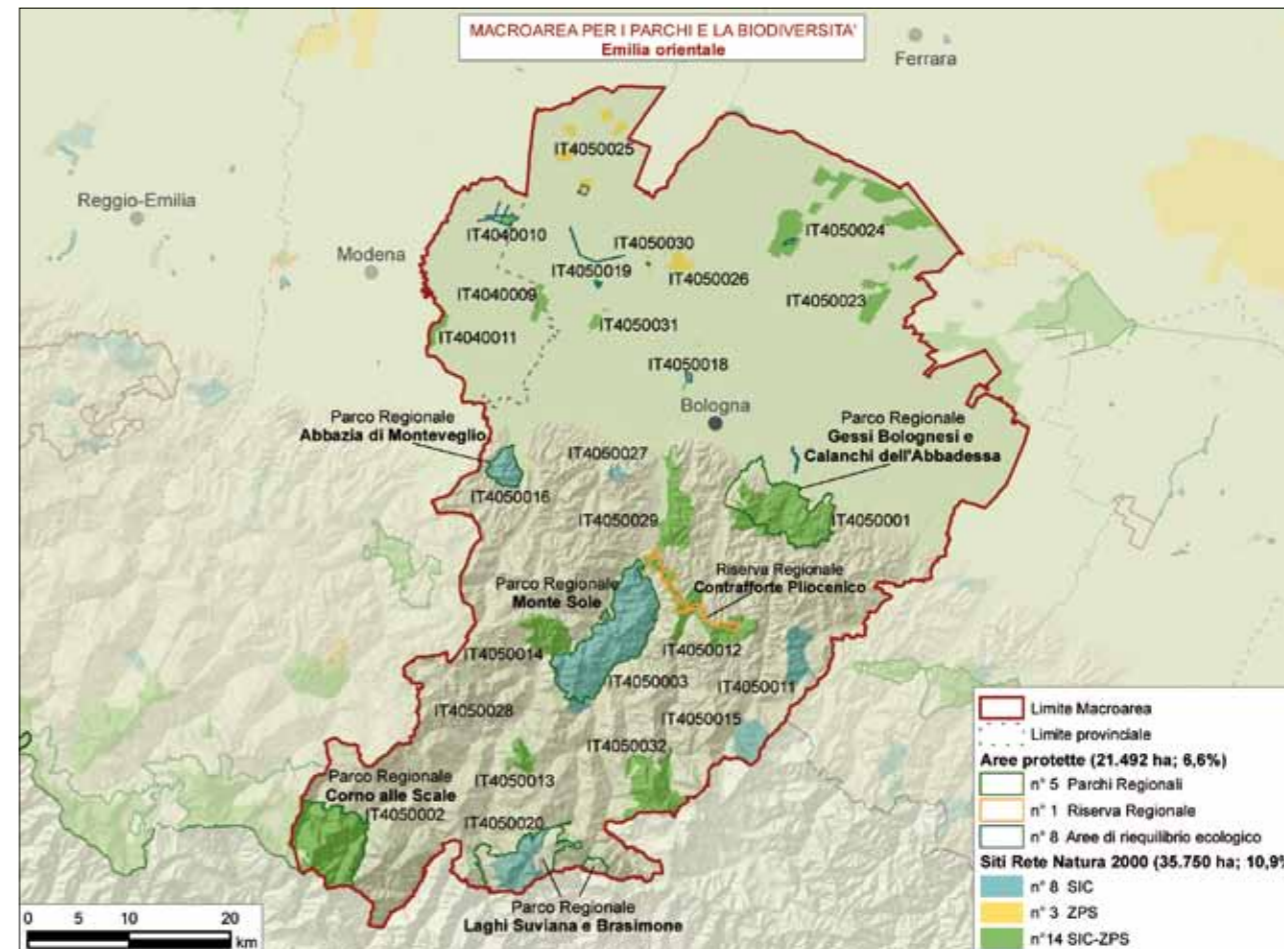 MACROAREA PER I PARCHI E LA BIODIVERSITA'
Emilia orientale
Ferrara
IT4050025
Reggio-Emilia
IT4040010
IT4050030
IT4050024
Modena
IT4050019
IT4050026
IT4040009
IT4050023
IT4050031
IT4040011
IT4050018
Bologna
Parco Regionale
Abbazia di Monteveglio
Parco Regionale
Gessi Bolognesi e
Calanchi dell'Abbadessa
IT4050027
IT4050016
IT4050029
IT4050001
Parco Regionale
Monte Sole
Riserva Regionale
Contrafforte Pliocenico
IT4050014
IT4050012
IT4050003
IT4050011
IT4050028
IT4050015
IT4050032
IT4050013
Parco Regionale
Corno alle Scale
IT4050002
IT4050020
Parco Regionale
Laghi Suviana e Brasimone
0 5 10 20
km
Limite Macroarea
Limite provinciale
Aree protette (21.492 ha; 6,6%)
n° 5 Parchi Regionali
n° 1 Riserva Regionale
n° 8 Aree di riequilibrio ecologico
Siti Rete Natura 2000 (35.750 ha; 10,9%
n° 8 SIC
n° 3 ZPS
n°14 SIC-ZPS